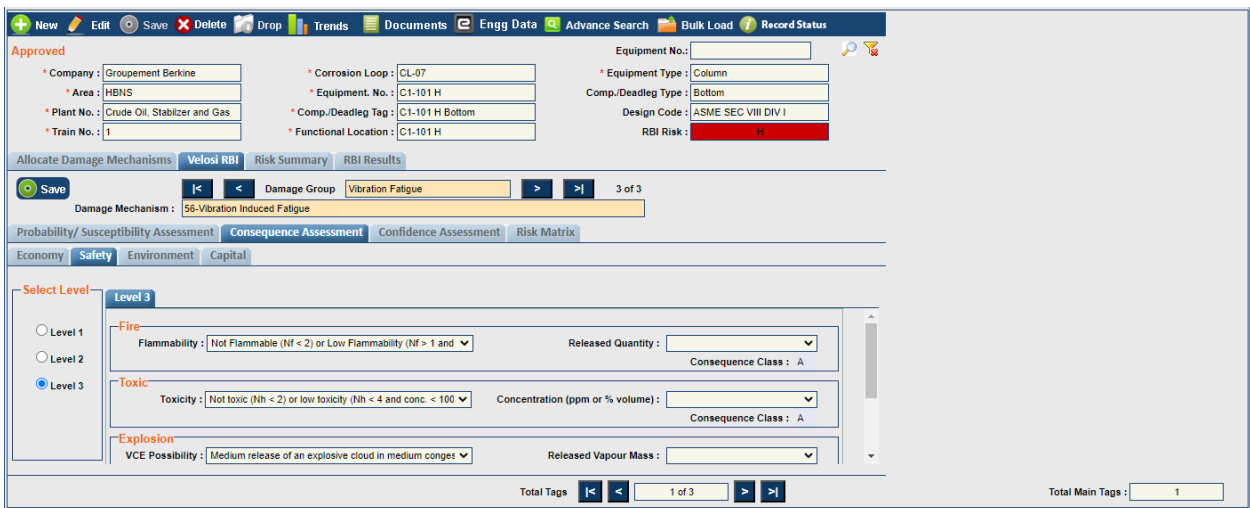 New Edit Save Delete Drop Trends Documents Engg Data Advance Search Bulk Load Record Status
Approved Equipment No.:
* Company : Groupement Berkine * Corrosion Loop : CL-07 * Equipment Type : Column
* Area : HBNS * Equipment. No. : C1-101 H Comp./Deadleg Type : Bottom
* Plant No. : Crude Oil, Stabilzer and Gas * Comp./Deadleg Tag : C1-101 H Bottom Design Code : ASME SEC VIII DIV I
* Train No. : 1 * Functional Location : C1-101 H RBI Risk : H
Allocate Damage Mechanisms Velosi RBI Risk Summary RBI Results
Save |< < Damage Group Vibration Fatigue > >| 3 of 3
Damage Mechanism : 56-Vibration Induced Fatigue
Probability/ Susceptibility Assessment Consequence Assessment Confidence Assessment Risk Matrix
Economy Safety Environment Capital
Select Level Level 3
Fire
Level 1 Flammability : Not Flammable (Nf < 2) or Low Flammability (Nf > 1 and Released Quantity :
Level 2 Consequence Class : A
Level 3 Toxic
Toxicity : Not toxic (Nh < 2) or low toxicity (Nh < 4 and conc. < 100 Concentration (ppm or % volume) :
Consequence Class : A
Explosion
VCE Possibility : Medium release of an explosive cloud in medium conges Released Vapour Mass :
Total Tags |< < 1 of 3 > >| Total Main Tags : 1